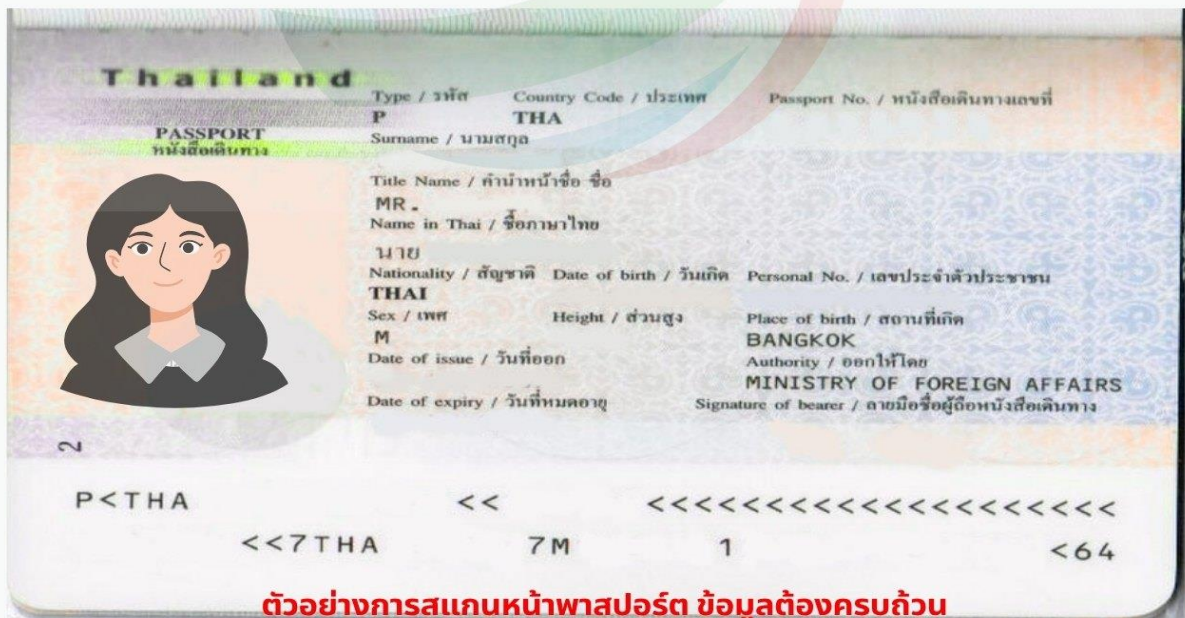 Thailand
PASSPORT
หนังสือเดินทาง
Type / รหัส Country Code / ประเทศ Passport No. / หนังสือเดินทางเลขที่
P THA
Surname / นามสกุล
Title Name / คำนำหน้าชื่อ ชื่อ
MR.
Name in Thai / ชื่อภาษาไทย
นาย
Nationality / สัญชาติ Date of birth / วันเกิด Personal No. / เลขประจำตัวประชาชน
THAI
Sex / เพศ Height / ส่วนสูง Place of birth / สถานที่เกิด
M BANGKOK
Date of issue / วันที่ออก Authority / ออกให้โดย
MINISTRY OF FOREIGN AFFAIRS
Date of expiry / วันที่หมดอายุ Signature of bearer / ลายมือชื่อผู้ถือหนังสือเดินทาง
2
P<THA << <<<<<<<<<<<<<<<<<<<<
<<7THA 7M 1 <64
ตัวอย่างการสแกนหน้าพาสปอร์ต ข้อมูลต้องครบถ้วน